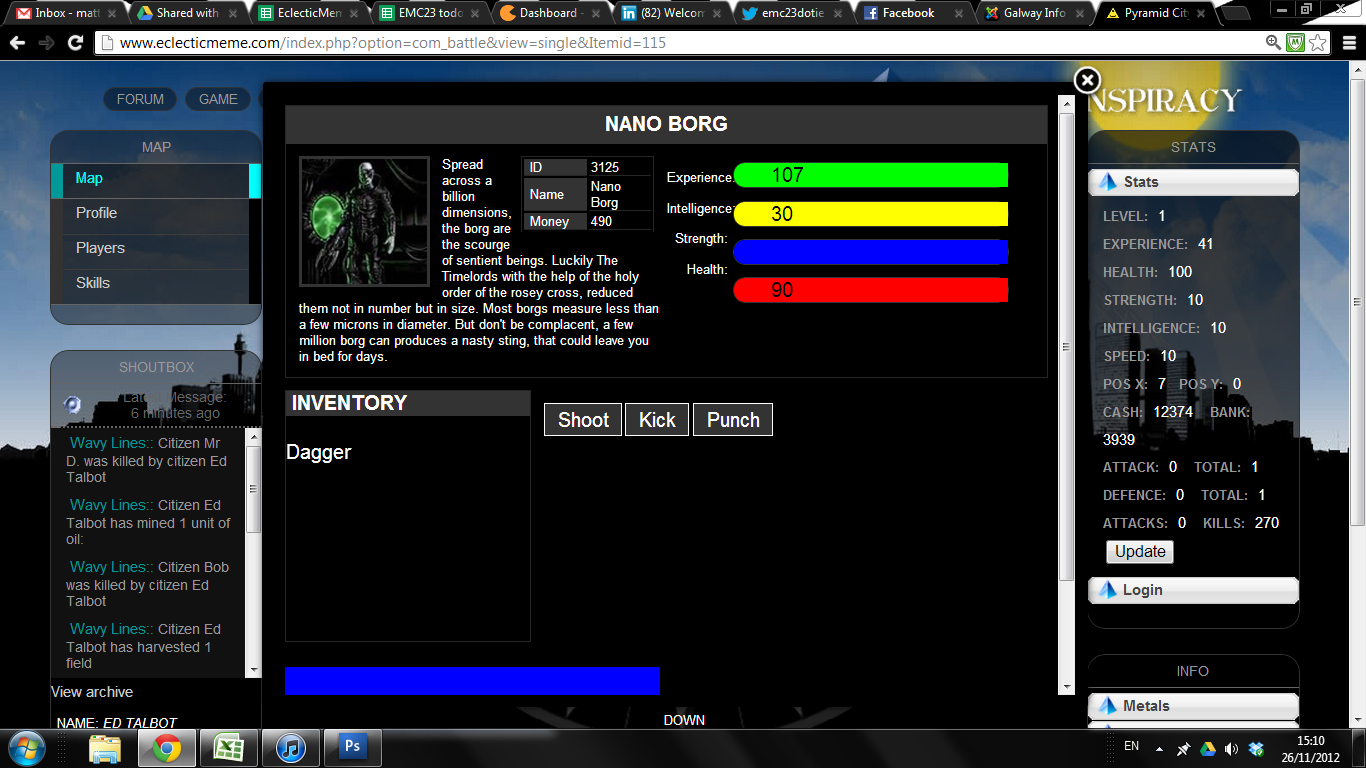 Inbox - mat
Shared with
EclecticMem
EMC23 todo
Dashboard -
(82) Welcom
emc23dotie
Facebook
Galway Info
Pyramid City
www.eclecticmeme.com/index.php?option=com_battle&view=single&Itemid=115
FORUM
GAME
NSPIRACY
MAP
Map
Profile
Players
Skills
SHOUTBOX
Latest Message:
6 minutes ago
Wavy Lines:: Citizen Mr
D. was killed by citizen Ed
Talbot
Wavy Lines:: Citizen Ed
Talbot has mined 1 unit of
oil:
Wavy Lines:: Citizen Bob
was killed by citizen Ed
Talbot
Wavy Lines:: Citizen Ed
Talbot has harvested 1
field
View archive
NAME: ED TALBOT
NANO BORG
Spread
across a
billion
dimensions,
the borg are
the scourge
of sentient beings. Luckily The
Timelords with the help of the holy
order of the rosey cross, reduced
them not in number but in size. Most borgs measure less than
a few microns in diameter. But don't be complacent, a few
million borg can produces a nasty sting, that could leave you
in bed for days.
ID 3125
Name Nano
Borg
Money 490
Experience: 107
Intelligence: 30
Strength:
Health: 90
INVENTORY
Dagger
Shoot Kick Punch
DOWN
STATS
Stats
LEVEL: 1
EXPERIENCE: 41
HEALTH: 100
STRENGTH: 10
INTELLIGENCE: 10
SPEED: 10
POS X: 7 POS Y: 0
CASH: 12374 BANK:
3939
ATTACK: 0 TOTAL: 1
DEFENCE: 0 TOTAL: 1
ATTACKS: 0 KILLS: 270
Update
Login
INFO
Metals
Ps
EN
15:10
26/11/2012